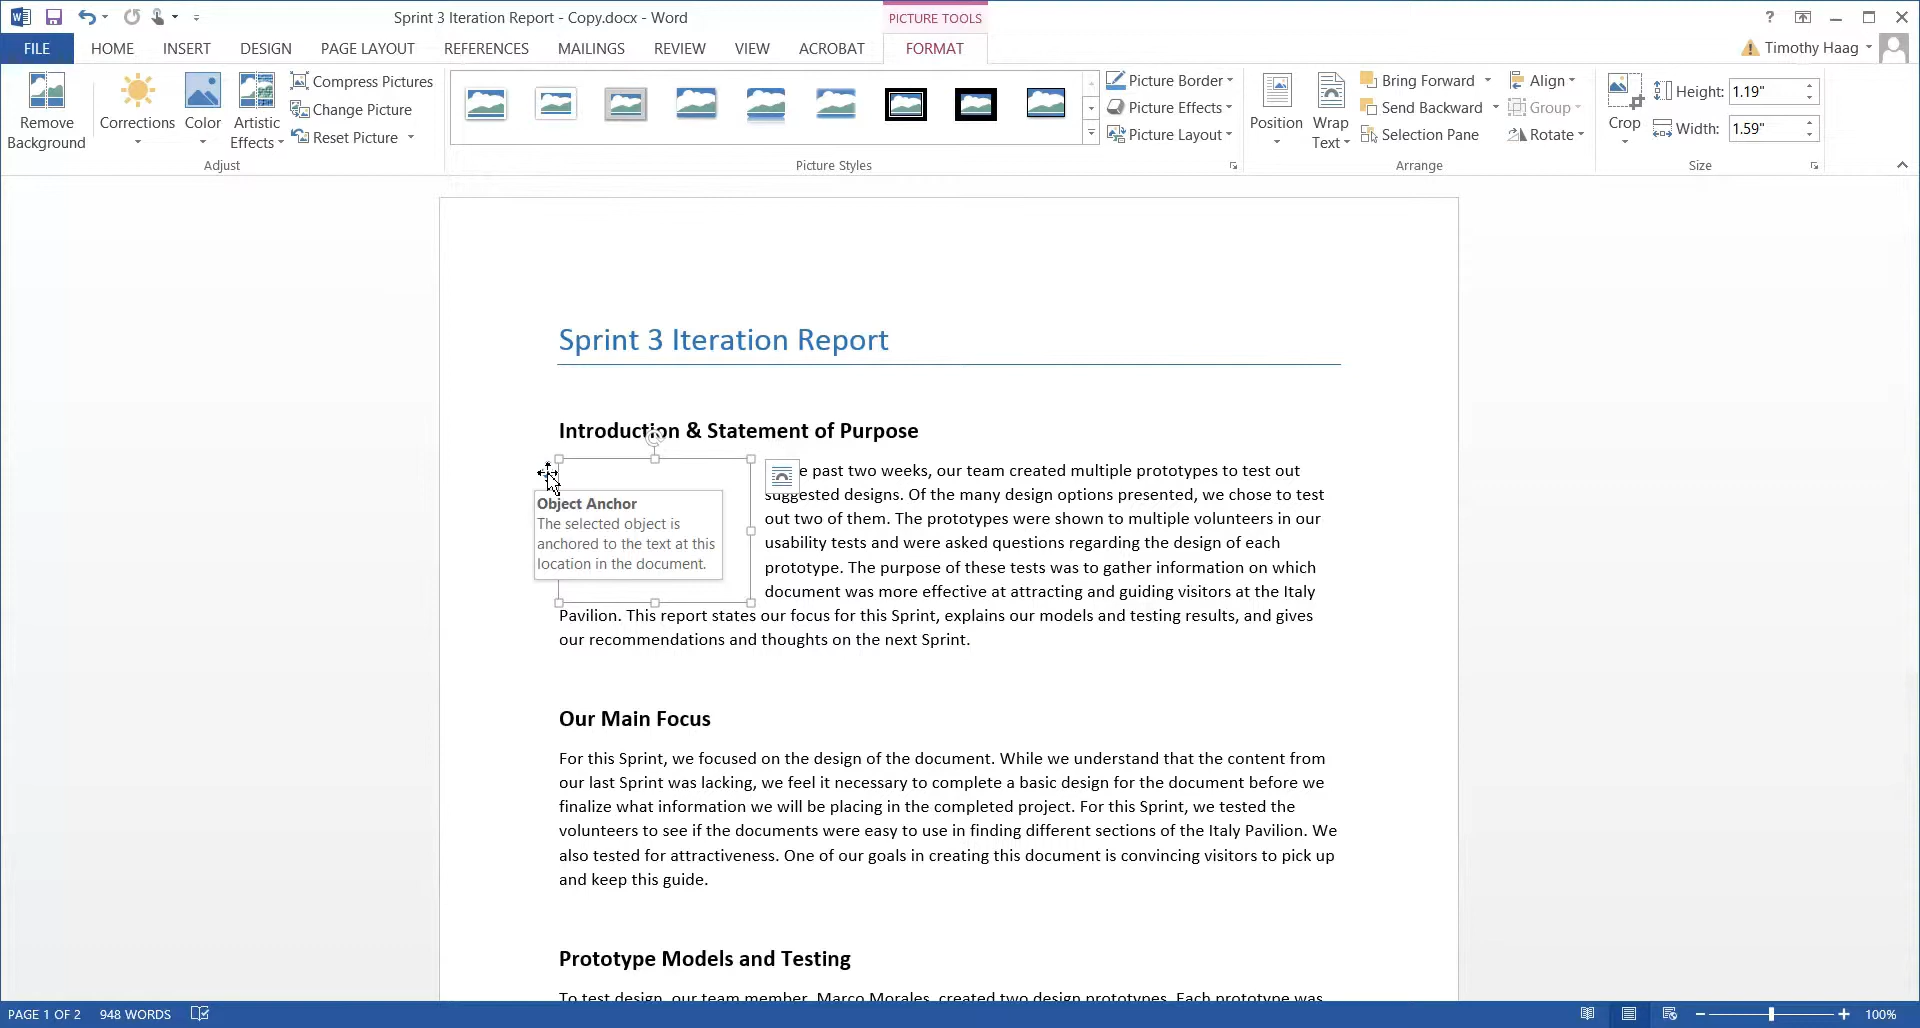 Sprint 3 Iteration Report - Copy.docx - Word
PICTURE TOOLS
?
FILE HOME INSERT DESIGN PAGE LAYOUT REFERENCES MAILINGS REVIEW VIEW ACROBAT FORMAT
Timothy Haag
Remove
Background
Corrections
Color
Artistic
Effects
Compress Pictures
Change Picture
Reset Picture
Adjust
Picture Styles
Picture Border
Picture Effects
Picture Layout
Position
Wrap
Text
Bring Forward
Send Backward
Selection Pane
Align
Group
Rotate
Arrange
Crop
Height: 1.19"
Width: 1.59"
Size
Sprint 3 Iteration Report
Introduction & Statement of Purpose
Object Anchor
The selected object is
anchored to the text at this
location in the document.
past two weeks, our team created multiple prototypes to test out
suggested designs. Of the many design options presented, we chose to test
out two of them. The prototypes were shown to multiple volunteers in our
usability tests and were asked questions regarding the design of each
prototype. The purpose of these tests was to gather information on which
document was more effective at attracting and guiding visitors at the Italy
Pavilion. This report states our focus for this Sprint, explains our models and testing results, and gives
our recommendations and thoughts on the next Sprint.
Our Main Focus
For this Sprint, we focused on the design of the document. While we understand that the content from
our last Sprint was lacking, we feel it necessary to complete a basic design for the document before we
finalize what information we will be placing in the completed project. For this Sprint, we tested the
volunteers to see if the documents were easy to use in finding different sections of the Italy Pavilion. We
also tested for attractiveness. One of our goals in creating this document is convincing visitors to pick up
and keep this guide.
Prototype Models and Testing
To test design, our team member, Marco Morales, created two design prototypes. Each prototype was
PAGE 1 OF 2 948 WORDS
100%